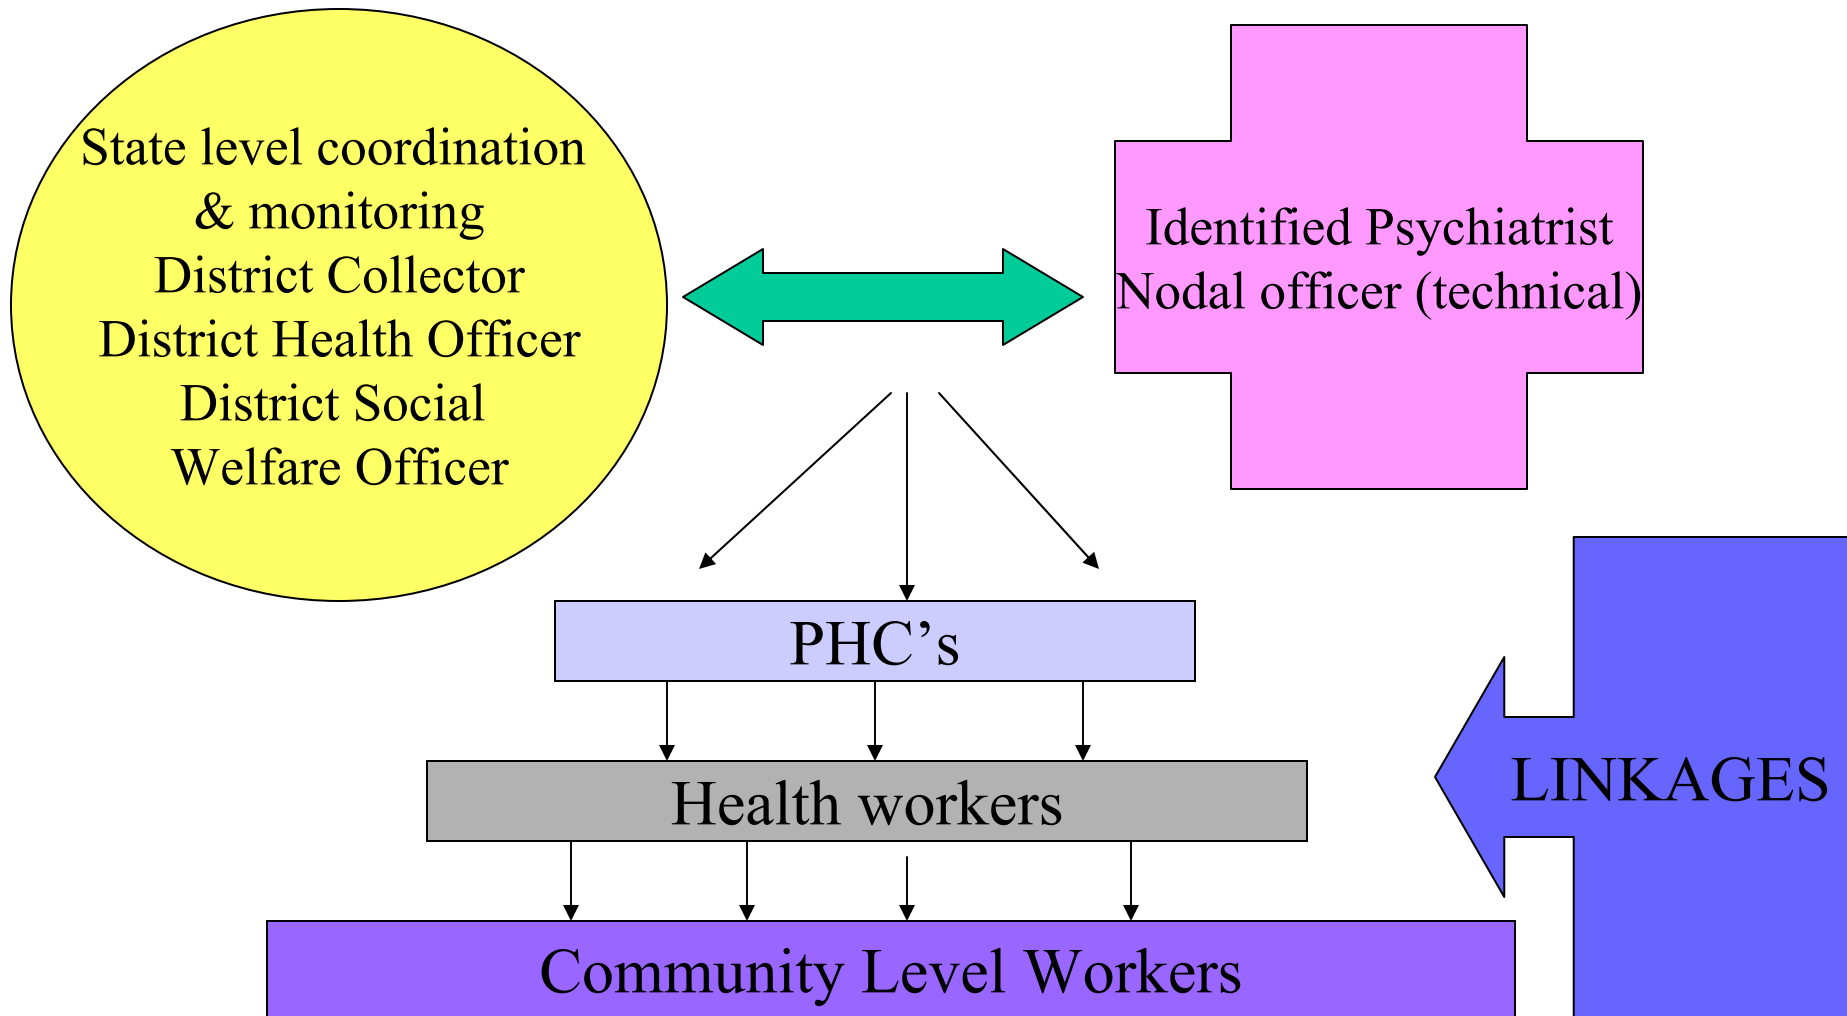 State level coordination
& monitoring
District Collector
District Health Officer
District Social
Welfare Officer
Identified Psychiatrist
Nodal officer (technical)
PHC’s
Health workers
LINKAGES
Community Level Workers